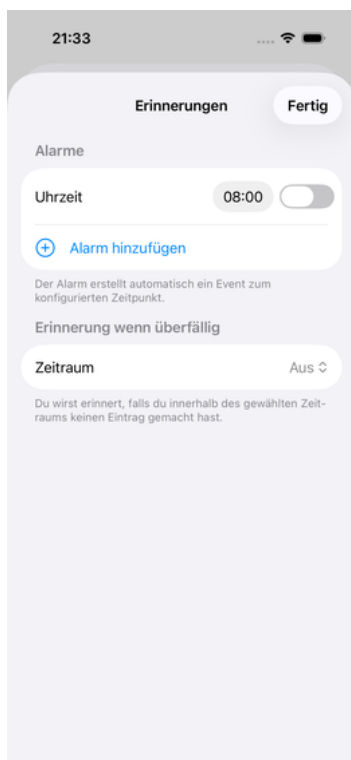 21:33
Erinnerungen
Fertig
Alarme
Uhrzeit
08:00
Alarm hinzufügen
Der Alarm erstellt automatisch ein Event zum
konfigurierten Zeitpunkt.
Erinnerung wenn überfällig
Zeitraum
Aus
Du wirst erinnert, falls du innerhalb des gewählten Zeit-
raums keinen Eintrag gemacht hast.